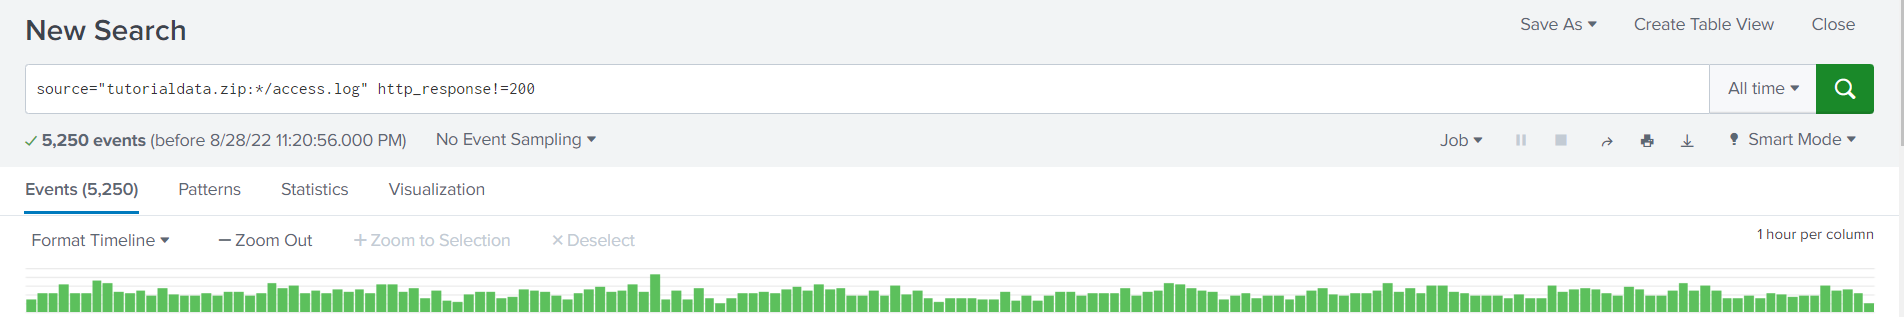 New Search
Save As Create Table View Close
source="tutorialdata.zip:*/access.log" http_response!=200
All time
5,250 events (before 8/28/22 11:20:56.000 PM) No Event Sampling
Job Smart Mode
Events (5,250) Patterns Statistics Visualization
Format Timeline — Zoom Out + Zoom to Selection × Deselect
1 hour per column